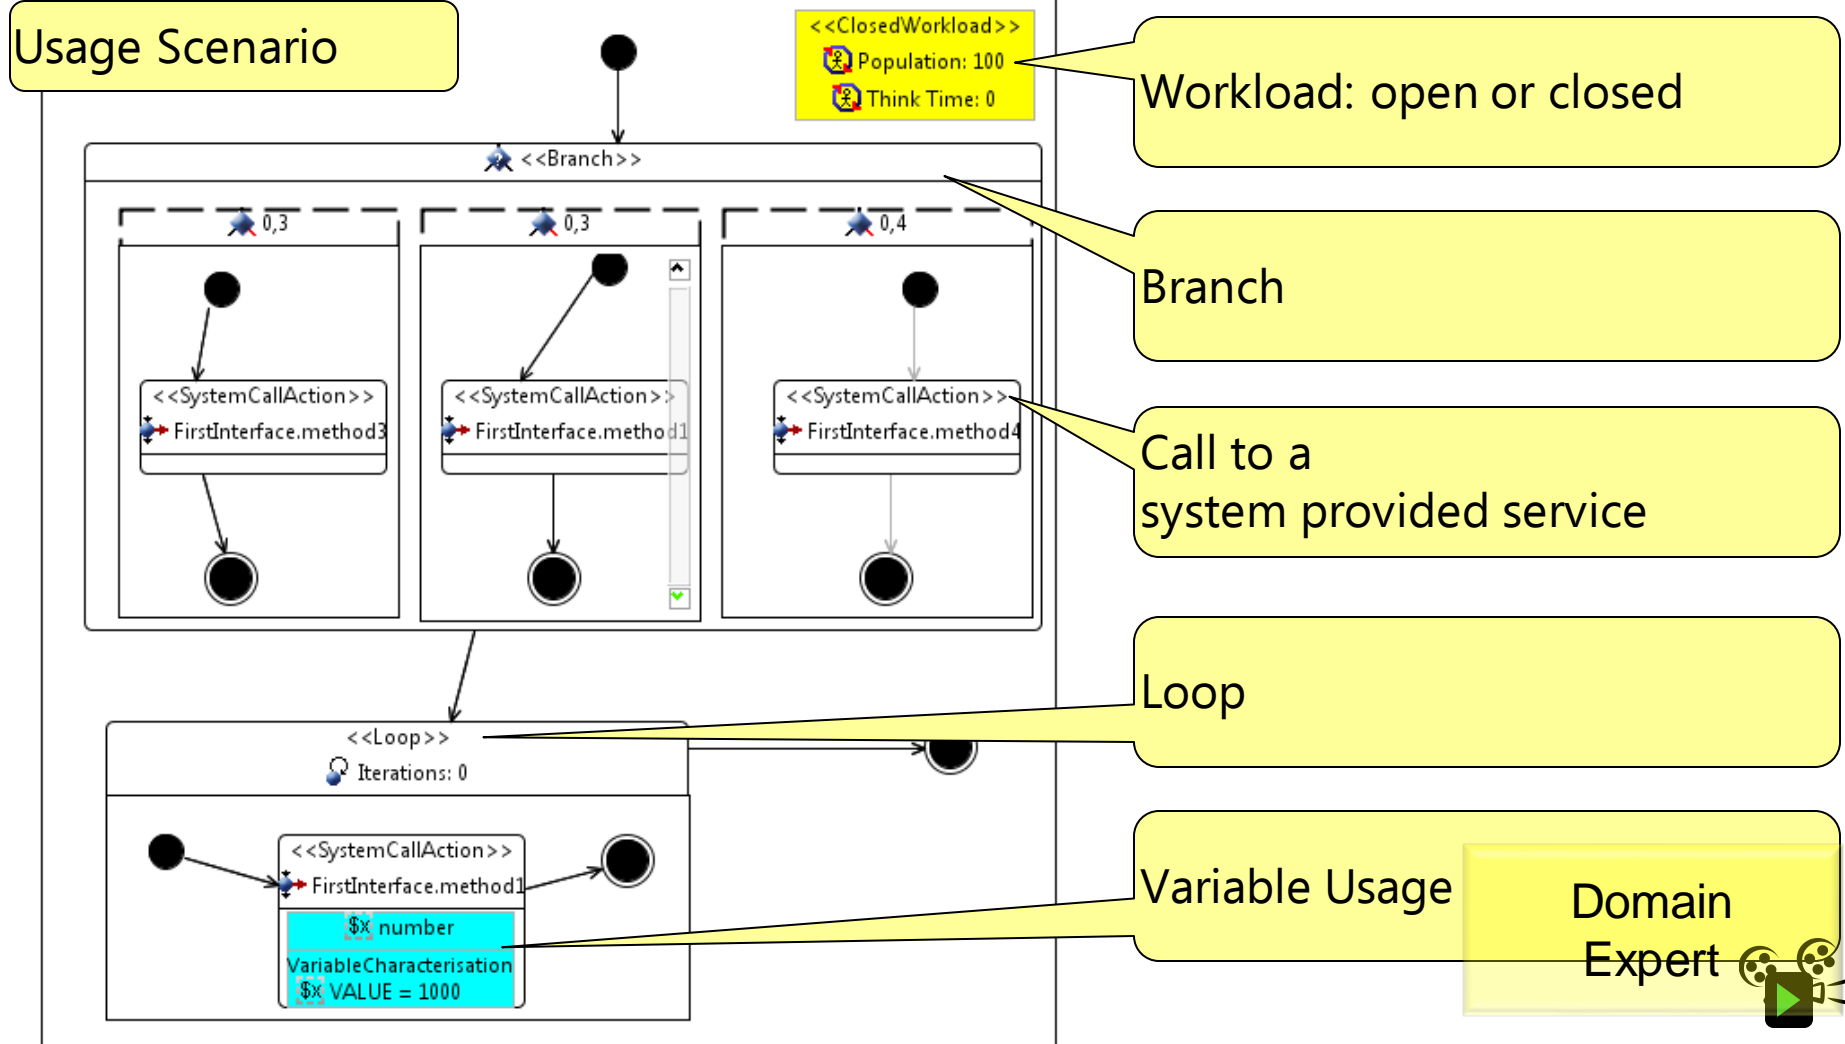 Usage Scenario
<<ClosedWorkload>>
Population: 100
Think Time: 0
Workload: open or closed
<<Branch>>
0,3
0,3
0,4
Branch
<<SystemCallAction>>
FirstInterface.method3
<<SystemCallAction>>
FirstInterface.method1
<<SystemCallAction>>
FirstInterface.method4
Call to a
system provided service
<<Loop>>
Iterations: 0
Loop
<<SystemCallAction>>
FirstInterface.method1
$x number
VariableCharacterisation
$x VALUE = 1000
Variable Usage
Domain
Expert